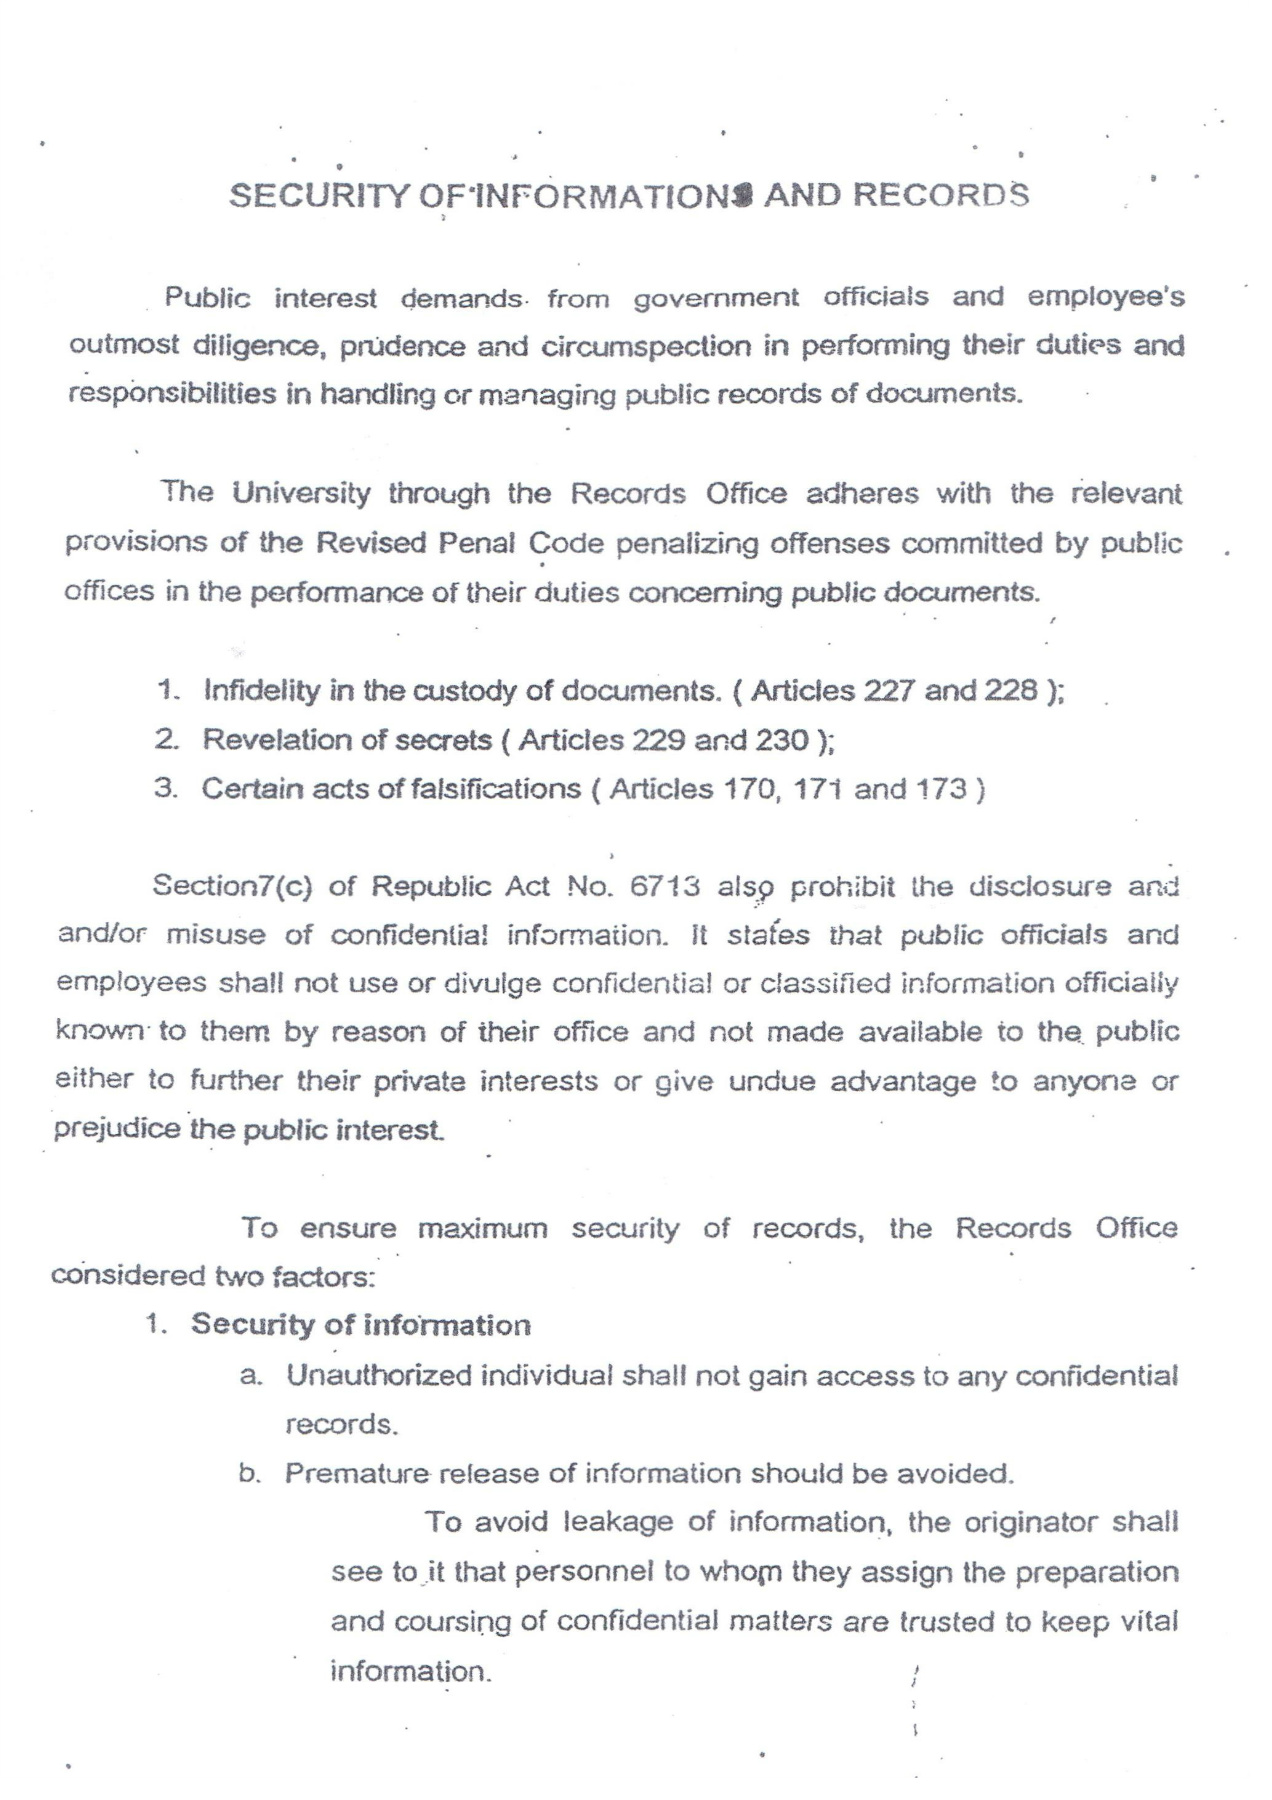 SECURITY OF INFORMATIONS AND RECORDS
Public interest demands from government officials and employee's
outmost diligence, prudence and circumspection in performing their duties and
responsibilities in handling or managing public records of documents.
The University through the Records Office adheres with the relevant
provisions of the Revised Penal Code penalizing offenses committed by public
offices in the performance of their duties concerning public documents.
1. Infidelity in the custody of documents. ( Articles 227 and 228 );
2. Revelation of secrets ( Articles 229 and 230 );
3. Certain acts of falsifications ( Articles 170, 171 and 173 )
Section7(c) of Republic Act No. 6713 also prohibit the disclosure and
and/or misuse of confidential information. It states that public officials and
employees shall not use or divulge confidential or classified information officially
known to them by reason of their office and not made available to the public
either to further their private interests or give undue advantage to anyone or
prejudice the public interest.
To ensure maximum security of records, the Records Office
considered two factors:
1. Security of information
a. Unauthorized individual shall not gain access to any confidential
records.
b. Premature release of information should be avoided.
To avoid leakage of information, the originator shall
see to it that personnel to whom they assign the preparation
and coursing of confidential matters are trusted to keep vital
information.